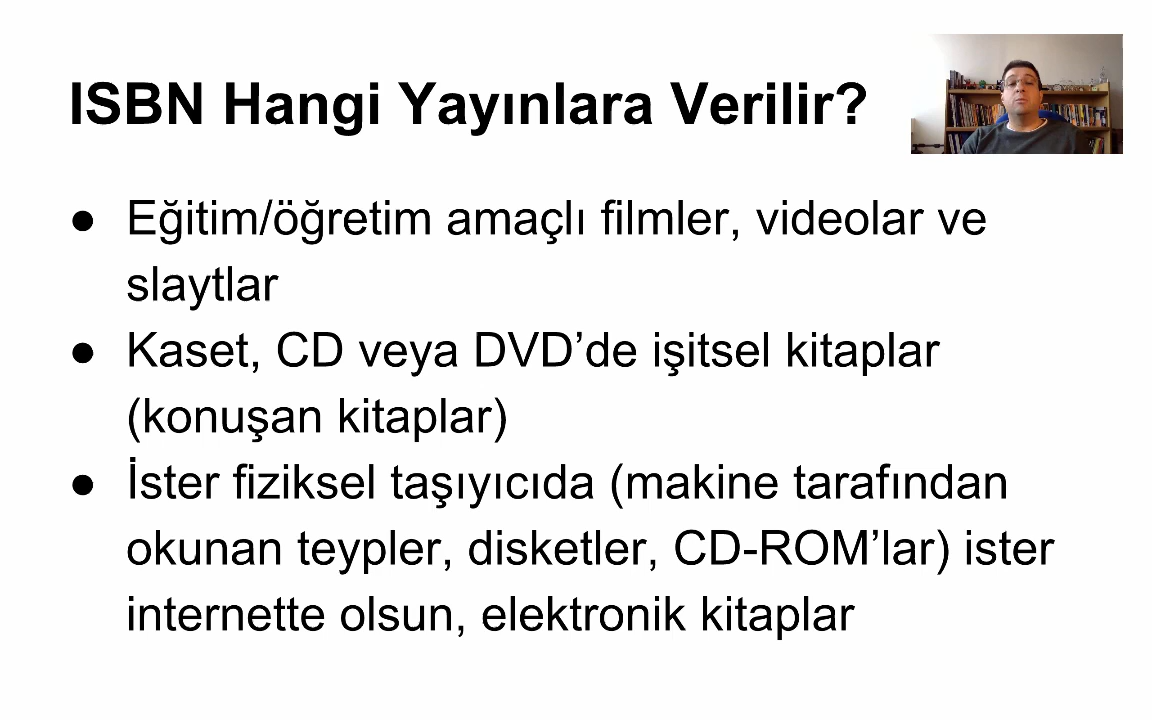 ISBN Hangi Yayınlara Verilir?
● Eğitim/öğretim amaçlı filmler, videolar ve
slaytlar
● Kaset, CD veya DVD’de işitsel kitaplar
(konuşan kitaplar)
● İster fiziksel taşıyıcıda (makine tarafından
okunan teypler, disketler, CD-ROM’lar) ister
internette olsun, elektronik kitaplar